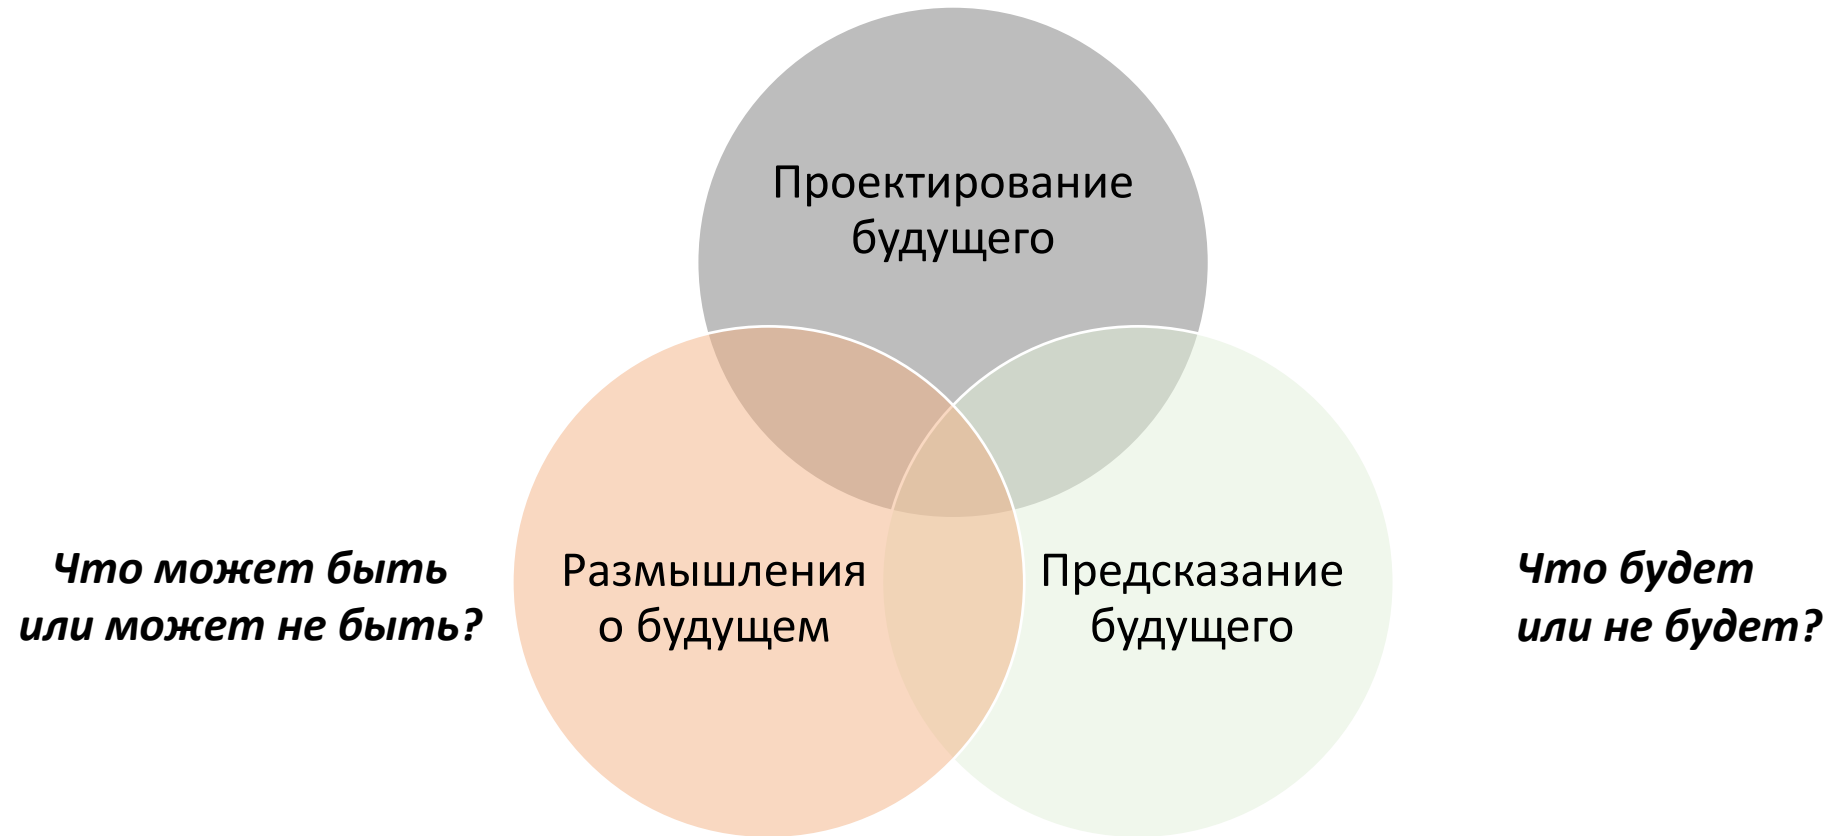 Проектирование
будущего
Что может быть
или может не быть?
Размышления
о будущем
Предсказание
будущего
Что будет
или не будет?